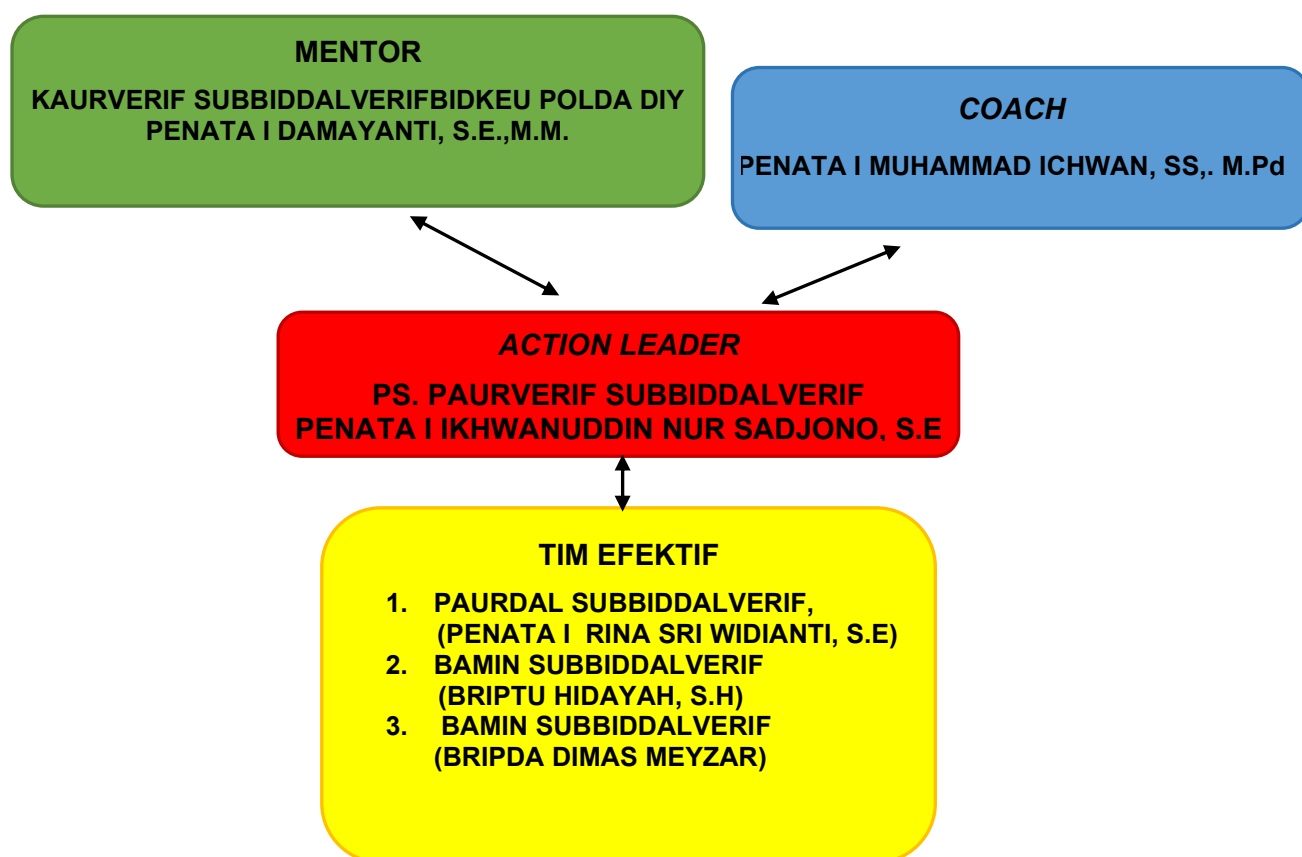 MENTOR
KAURVERIF SUBBIDDALVERIFBIDKEU POLDA DIY
PENATA I DAMAYANTI, S.E.,M.M.
COACH
PENATA I MUHAMMAD ICHWAN, SS,. M.Pd
ACTION LEADER
PS. PAURVERIF SUBBIDDALVERIF
PENATA I IKHWANUDDIN NUR SADJONO, S.E
TIM EFEKTIF
1. PAURDAL SUBBIDDALVERIF,
(PENATA I RINA SRI WIDIANTI, S.E)
2. BAMIN SUBBIDDALVERIF
(BRIPTU HIDAYAH, S.H)
3. BAMIN SUBBIDDALVERIF
(BRIPDA DIMAS MEYZAR)